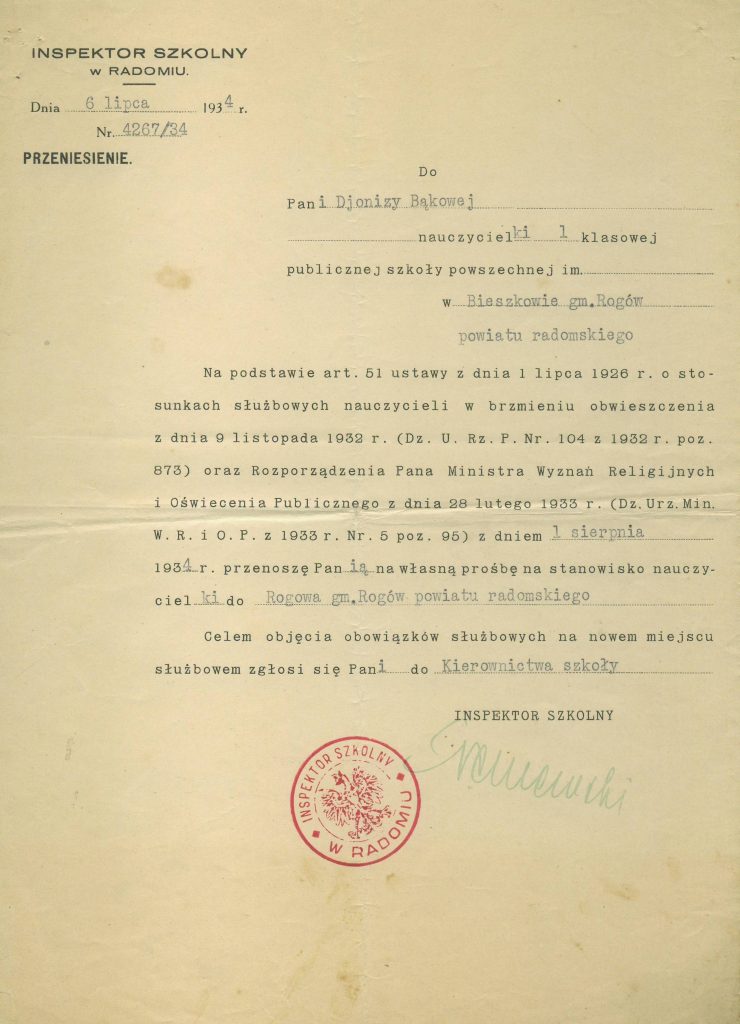 INSPEKTOR SZKOLNY
w RADOMIU.
Dnia 6 lipca 1934 r.
Nr. 4267/34
PRZENIESIENIE.
Do
Pani Djonizy Bąkowej
nauczycielki 1 klasowej
publicznej szkoły powszechnej im.
w Bieszkowie gm.Rogów
powiatu radomskiego
Na podstawie art. 51 ustawy z dnia 1 lipca 1926 r. o sto-
sunkach służbowych nauczycieli w brzmieniu obwieszczenia
z dnia 9 listopada 1932 r. (Dz. U. Rz. P. Nr. 104 z 1932 r. poz.
873) oraz Rozporządzenia Pana Ministra Wyznań Religijnych
i Oświecenia Publicznego z dnia 28 lutego 1933 r. (Dz. Urz. Min.
W. R. i O. P. z 1933 r. Nr. 5 poz. 95) z dniem 1 sierpnia
1934 r. przenoszę Panią na własną prośbę na stanowisko nauczy-
cielki do Rogowa gm.Rogów powiatu radomskiego
Celem objęcia obowiązków służbowych na nowem miejscu
służbowem zgłosi się Pani do Kierownictwa szkoły
INSPEKTOR SZKOLNY
INSPEKTOR SZKOLNY
W RADOMIU